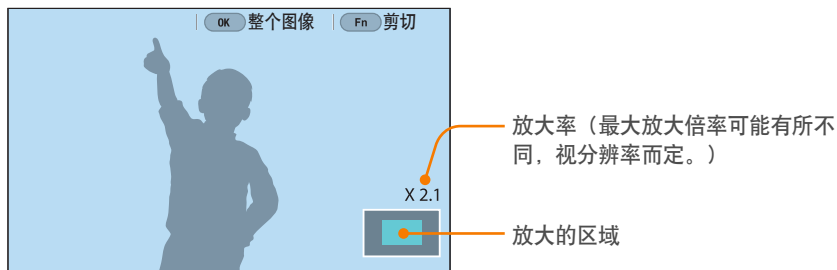 OK 整个图像 Fn 剪切
放大率（最大放大倍率可能有所不
同，视分辨率而定。）
X 2.1
放大的区域